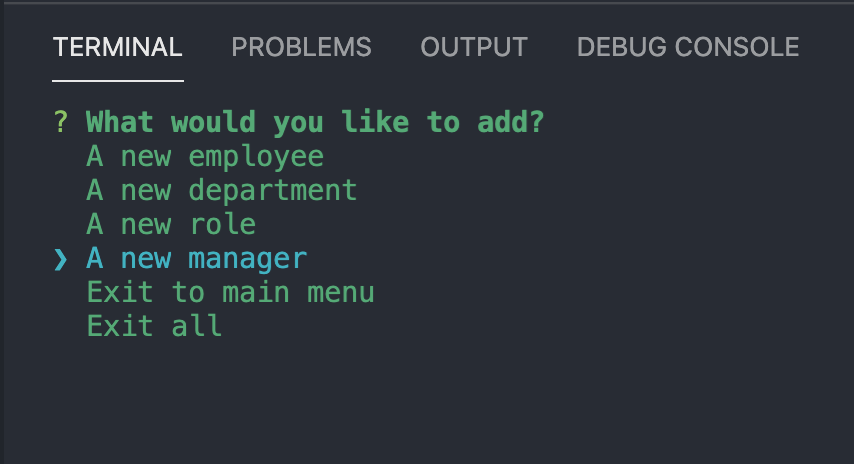 TERMINAL PROBLEMS OUTPUT DEBUG CONSOLE
? What would you like to add?
A new employee
A new department
A new role
❯ A new manager
Exit to main menu
Exit all